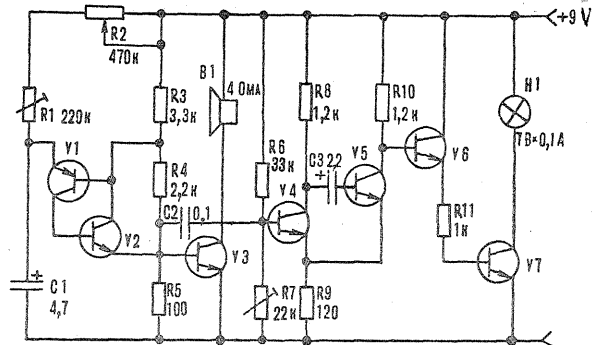 +9 V
R2
470к
R1 220к
R3
3,3к
B1
4 Ома
R8
1,2к
R10
1,2к
H1
7В×0,1А
V1
R4
2,2к
R6
33к
C3 22
+
V5
V6
C2 0,1
V4
R11
1к
V2
V3
V7
+
C1
4,7
R5
100
R7
22к
R9
120